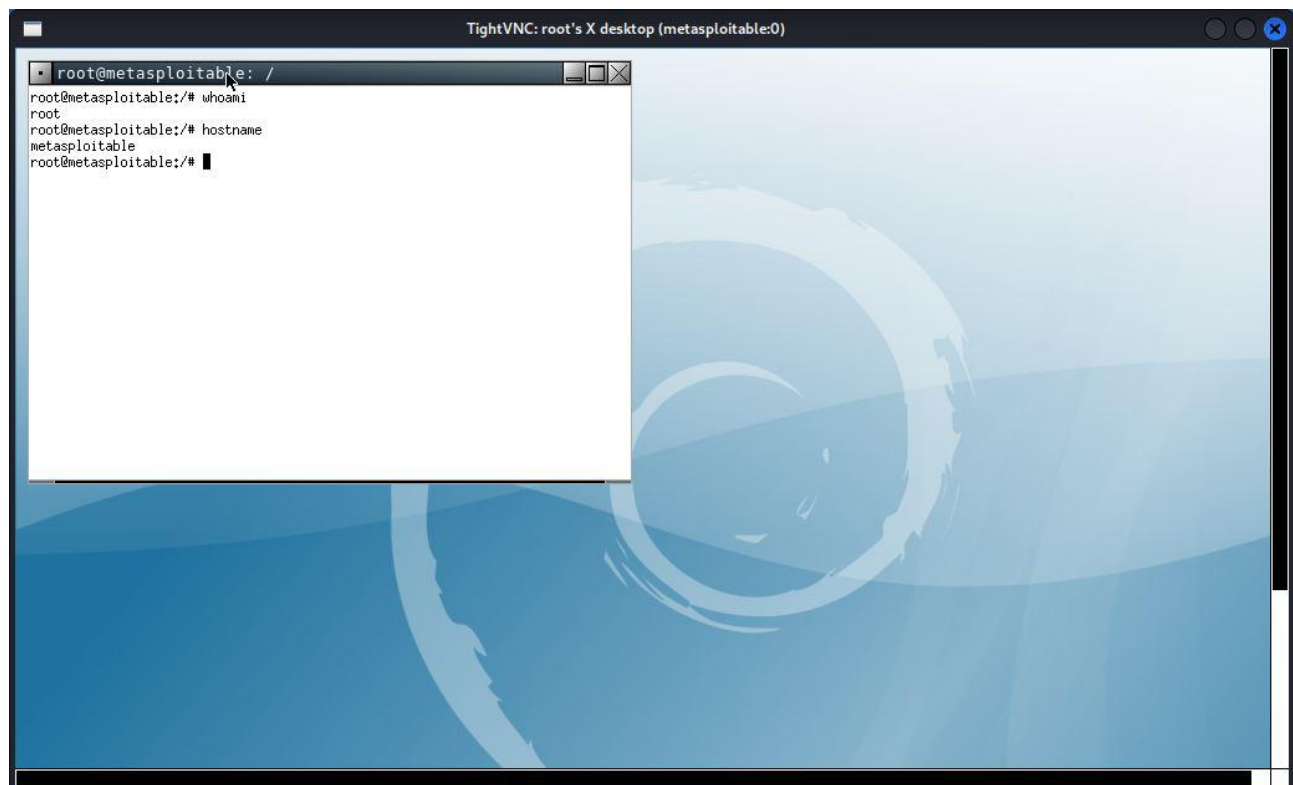 TightVNC: root's X desktop (metasploitable:0)
root@metasploitable: /
root@metasploitable:/# whoami
root
root@metasploitable:/# hostname
metasploitable
root@metasploitable:/#